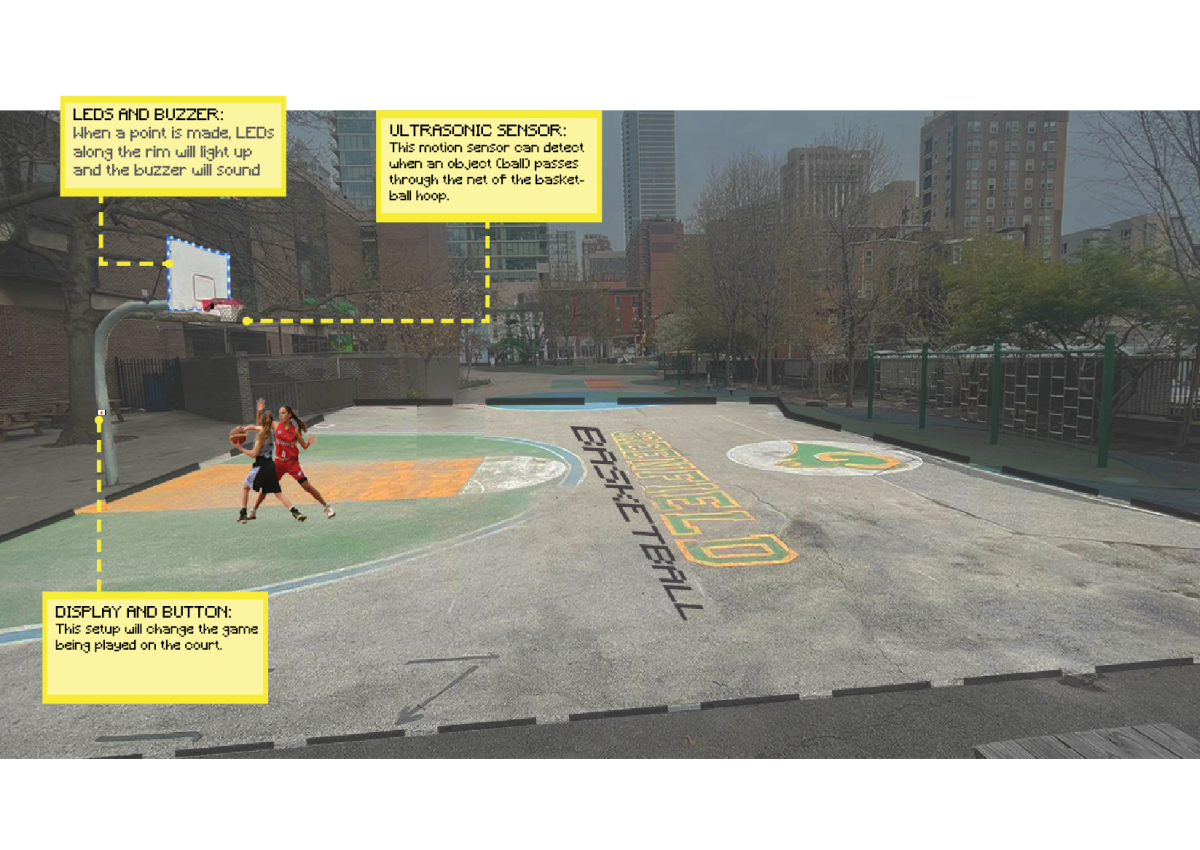 LEDS AND BUZZER:
When a point is made, LEDs
along the rim will light up
and the buzzer will sound
ULTRASONIC SENSOR:
This motion sensor can detect
when an object (ball) passes
through the net of the basket-
ball hoop.
GREENFIELD
BASKETBALL
DISPLAY AND BUTTON:
This setup will change the game
being played on the court.